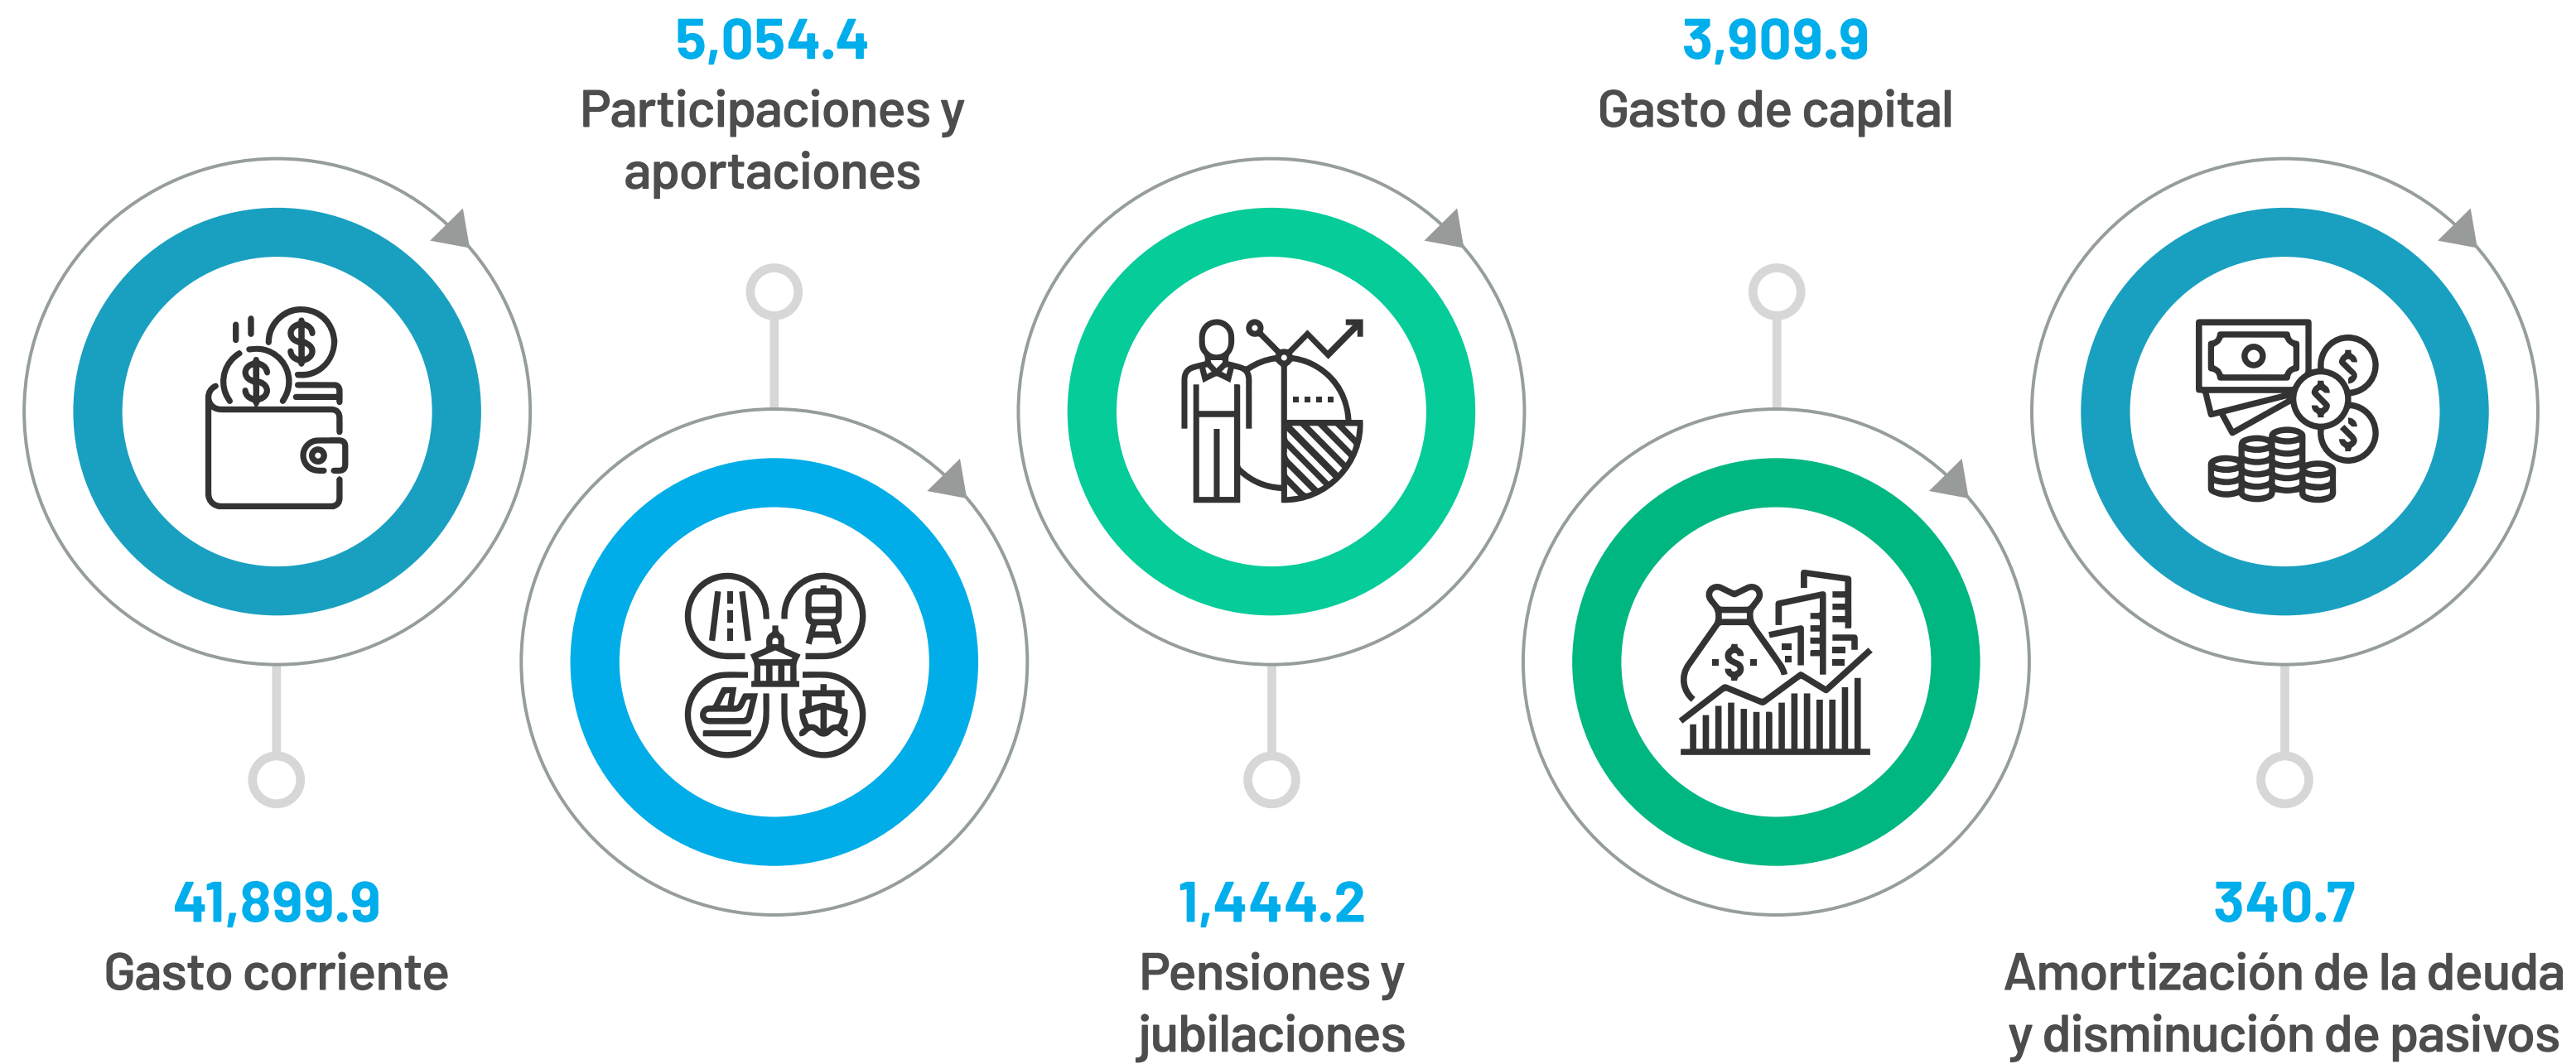 41,899.9
Gasto corriente
5,054.4
Participaciones y
aportaciones
1,444.2
Pensiones y
jubilaciones
3,909.9
Gasto de capital
340.7
Amortización de la deuda
y disminución de pasivos